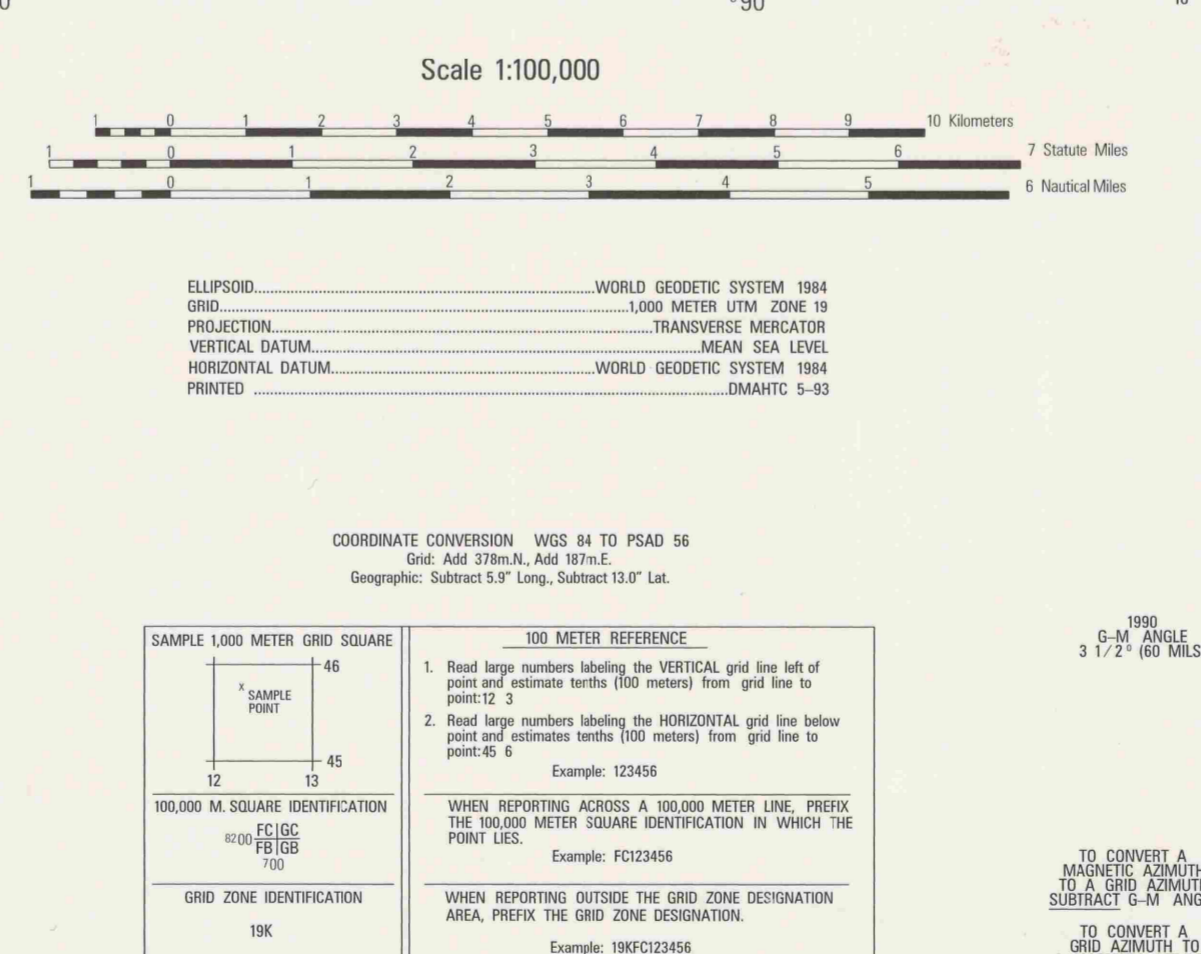 90
Scale 1:100,000
1 0 1 2 3 4 5 6 7 8 9 10 Kilometers
1 0 1 2 3 4 5 6 7 Statute Miles
1 0 1 2 3 4 5 6 Nautical Miles
ELLIPSOID WORLD GEODETIC SYSTEM 1984
GRID 1,000 METER UTM ZONE 19
PROJECTION TRANSVERSE MERCATOR
VERTICAL DATUM MEAN SEA LEVEL
HORIZONTAL DATUM WORLD GEODETIC SYSTEM 1984
PRINTED DMAHTC 5–93
COORDINATE CONVERSION WGS 84 TO PSAD 56
Grid: Add 378m.N., Add 187m.E.
Geographic: Subtract 5.9" Long., Subtract 13.0" Lat.
SAMPLE 1,000 METER GRID SQUARE
46
X SAMPLE
POINT
45
12 13
100,000 M. SQUARE IDENTIFICATION
FC GC
8200
FB GB
700
GRID ZONE IDENTIFICATION
19K
100 METER REFERENCE
1. Read large numbers labeling the VERTICAL grid line left of
point and estimate tenths (100 meters) from grid line to
point:12 3
2. Read large numbers labeling the HORIZONTAL grid line below
point and estimates tenths (100 meters) from grid line to
point:45 6
Example: 123456
WHEN REPORTING ACROSS A 100,000 METER LINE, PREFIX
THE 100,000 METER SQUARE IDENTIFICATION IN WHICH THE
POINT LIES.
Example: FC123456
WHEN REPORTING OUTSIDE THE GRID ZONE DESIGNATION
AREA, PREFIX THE GRID ZONE DESIGNATION.
Example: 19KFC123456
1990
G–M ANGLE
3 1/2° (60 MILS
TO CONVERT A
MAGNETIC AZIMUTH
TO A GRID AZIMUTH
SUBTRACT G–M ANG
TO CONVERT A
GRID AZIMUTH TO